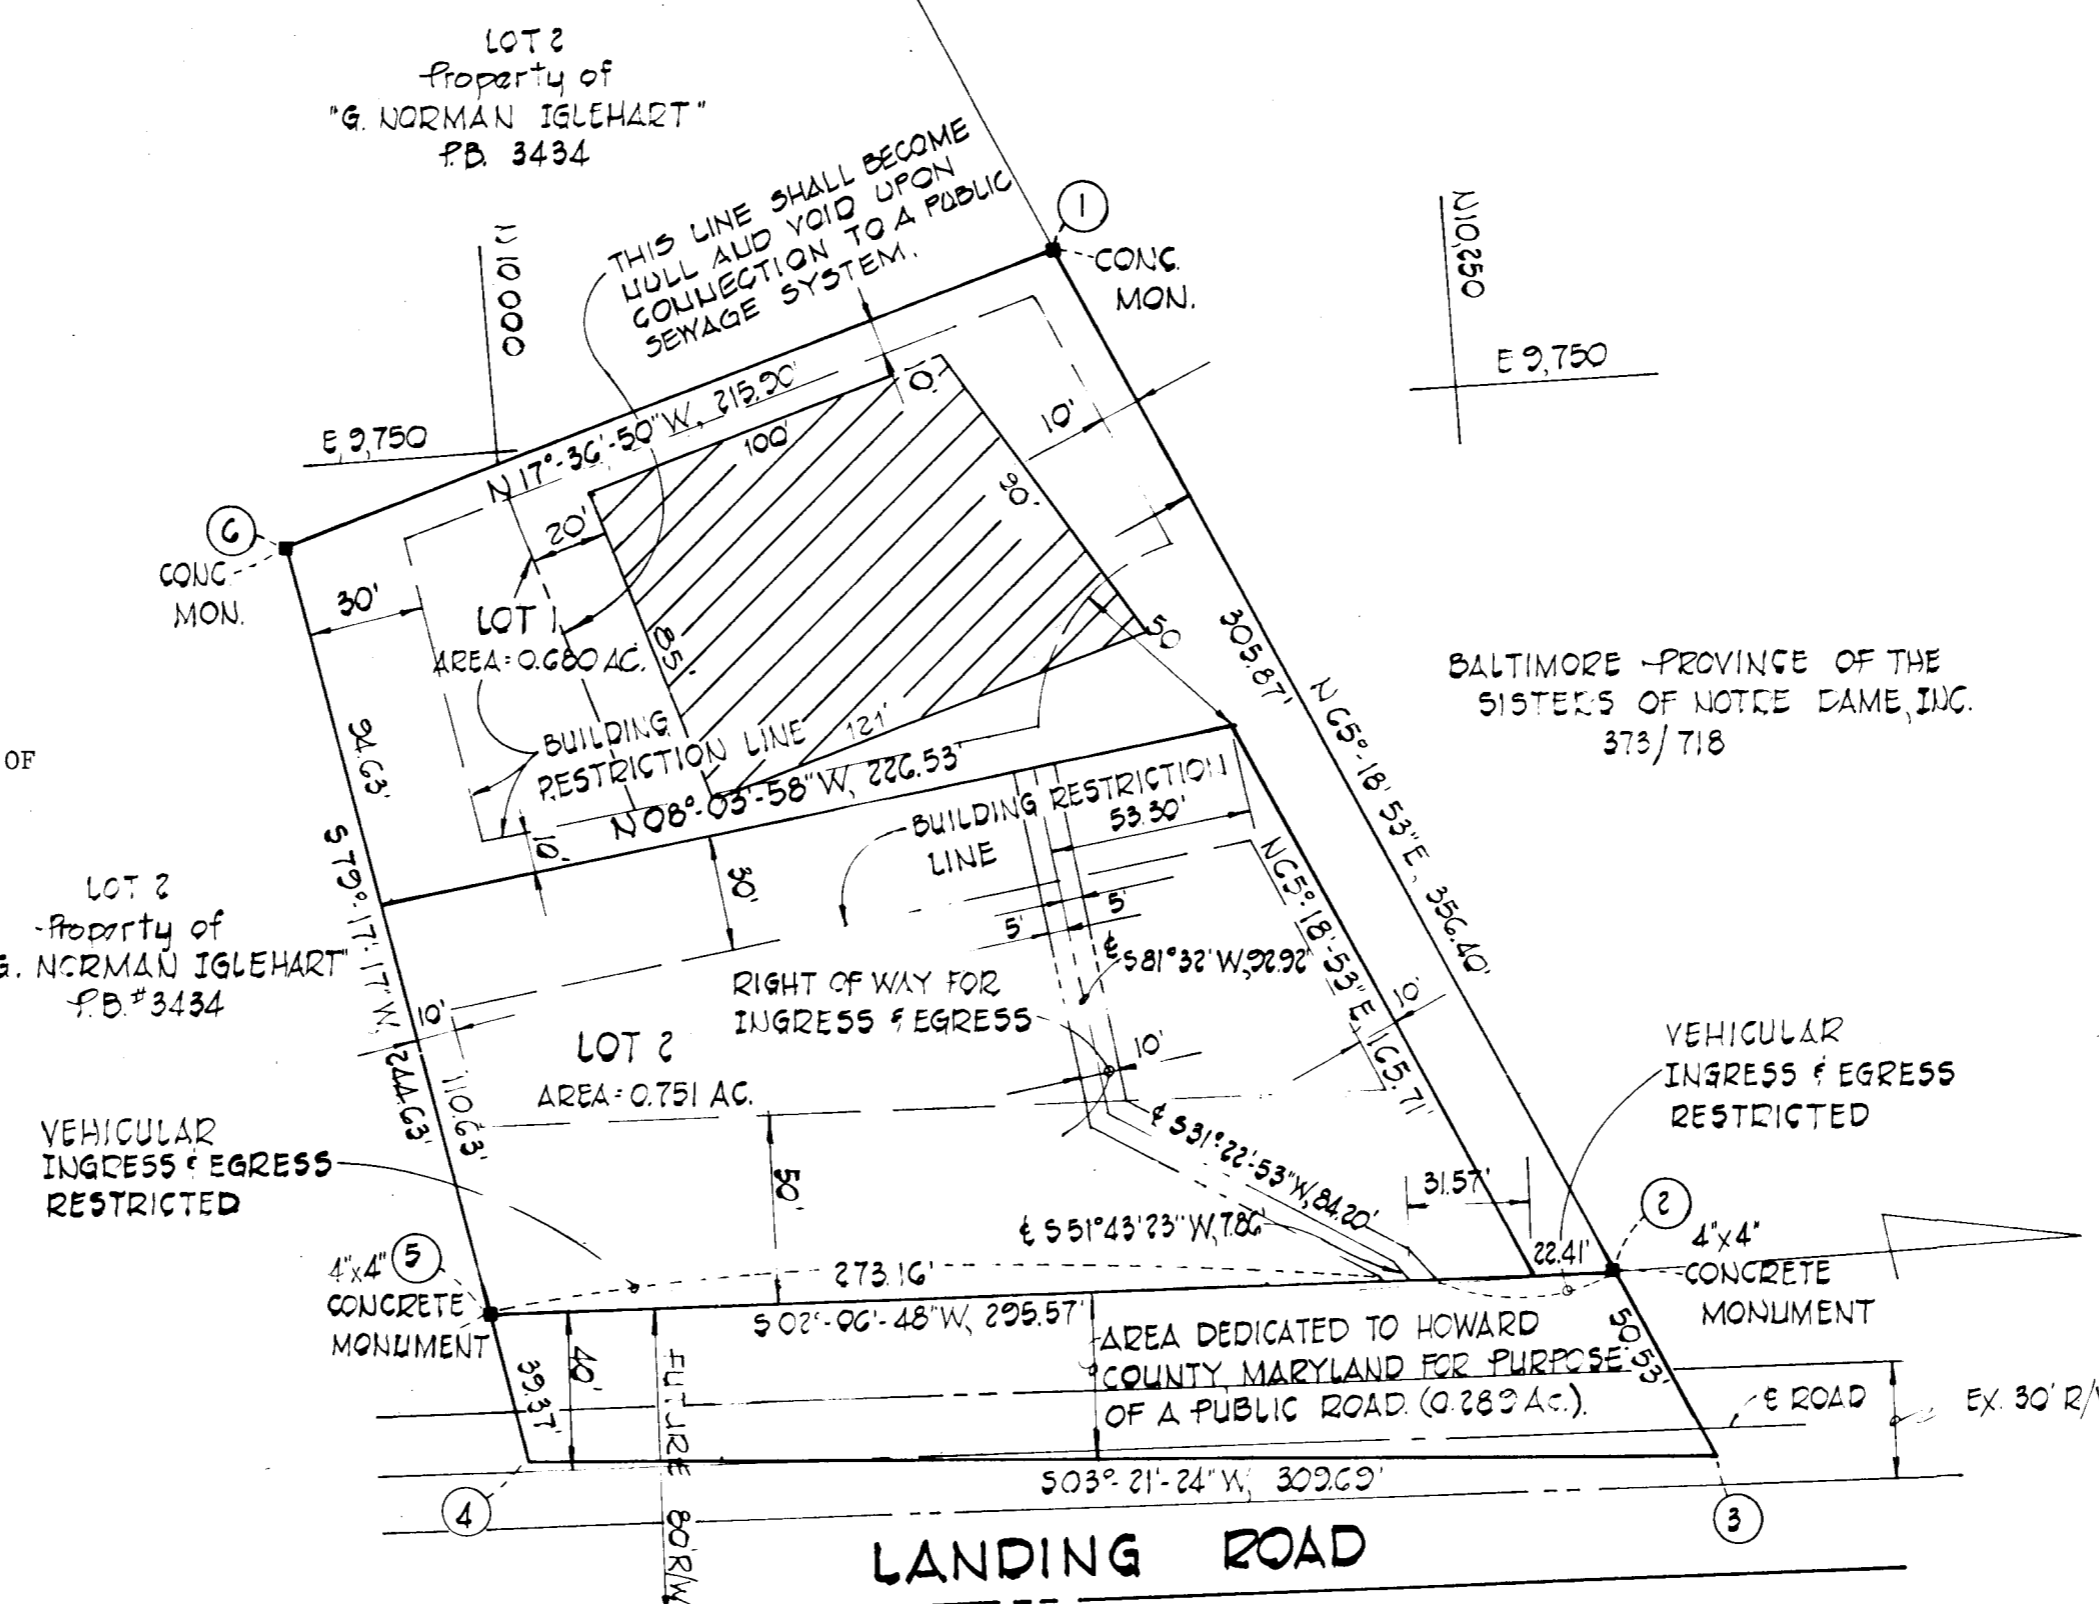 LOT 2
Property of
"G. NORMAN IGLEHART"
P.B. 3434
THIS LINE SHALL BECOME
NULL AND VOID UPON
CONNECTION TO A PUBLIC
SEWAGE SYSTEM.
1
CONC.
MON.
N 10 000
E 9,750
N10,250
E 9,750
N 17°-36'-50"W, 215.90'
10'
10'
100'
20'
90'
85'
121'
50
6
CONC.
MON.
30'
LOT 1
AREA=0.680 AC.
BUILDING
RESTRICTION LINE
94.63'
305.87'
N 65°-18'-53"E, 356.40'
BALTIMORE PROVINCE OF THE
SISTERS OF NOTRE DAME, INC.
373/718
OF
N 08°-03'-58"W, 226.53'
10'
30'
BUILDING RESTRICTION
LINE
53.30'
S 79°-17'-17"W, 244.63'
LOT 2
Property of
G. NORMAN IGLEHART"
P.B.#3434
5'
5'
℄ S81°32'W, 92.92'
N65°-18'-53"E, 165.71'
10'
RIGHT OF WAY FOR
INGRESS & EGRESS
10'
10'
LOT 2
AREA=0.751 AC.
110.63'
VEHICULAR
INGRESS & EGRESS
RESTRICTED
VEHICULAR
INGRESS & EGRESS
RESTRICTED
50'
℄ S31°-22'-53"W, 84.20'
℄ S51°43'23"W, 7.86'
31.57'
22.41'
2
4"x4"
CONCRETE
MONUMENT
5
4"x4"
CONCRETE
MONUMENT
273.16'
S 02°-06'-48"W, 295.57'
39.37'
40'
FUTURE 80' R/W
AREA DEDICATED TO HOWARD
COUNTY, MARYLAND FOR PURPOSE
OF A PUBLIC ROAD. (0.289 AC.).
50.53'
℄ ROAD
EX. 30' R/W
4
S03°-21'-24"W, 309.69'
3
LANDING ROAD